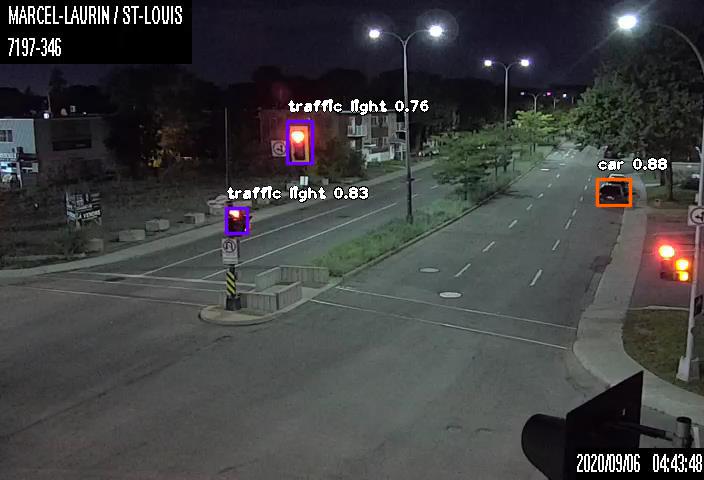 MARCEL-LAURIN / ST-LOUIS
7197-346
traffic light 0.76
car 0.88
traffic light 0.83
À VENDRE
2020/09/06 04:43:48